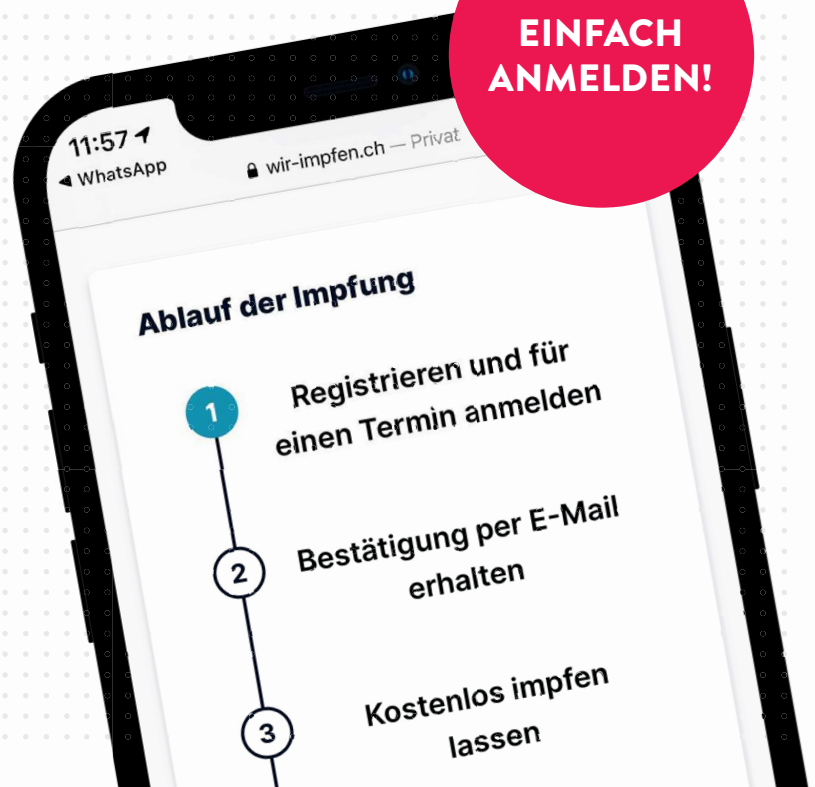 EINFACH
ANMELDEN!
11:57
WhatsApp
wir-impfen.ch — Privat
Ablauf der Impfung
1
Registrieren und für
einen Termin anmelden
2
Bestätigung per E-Mail
erhalten
3
Kostenlos impfen
lassen